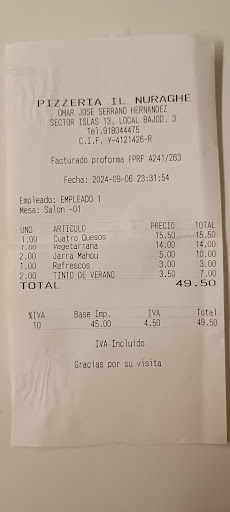 PIZZERIA IL NURAGHE
OMAR JOSE SERRANO HERNANDEZ
SECTOR ISLAS 13, LOCAL BAJOD, 3
Tel.918044475
C.I.F. Y-4121426-R
Facturado proforma FPRF A241/263
Fecha: 2024-09-06 23:31:54
Empleado: EMPLEADO 1
Mesa: Salon -01
UND ARTICULO PRECIO TOTAL
1.00 Cuatro Quesos 15.50 15.50
1.00 Vegetariana 14.00 14.00
2.00 Jarra Mahou 5.00 10.00
1.00 Refrescos 3.00 3.00
2.00 TINTO DE VERANO 3.50 7.00
TOTAL 49.50
%IVA Base Imp. IVA Total
10 45.00 4.50 49.50
IVA Incluido
Gracias por su visita